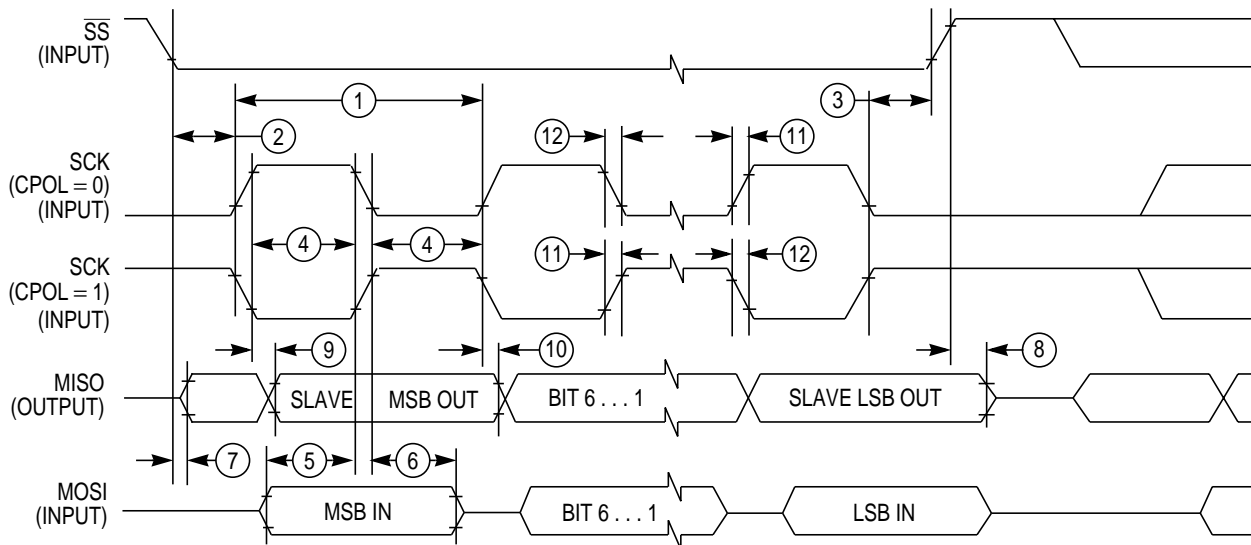 SS
(INPUT)
1
3
2
12
11
SCK
(CPOL = 0)
(INPUT)
4
4
11
12
SCK
(CPOL = 1)
(INPUT)
9
10
8
MISO
(OUTPUT)
SLAVE
MSB OUT
BIT 6 . . . 1
SLAVE LSB OUT
7
5
6
MOSI
(INPUT)
MSB IN
BIT 6 . . . 1
LSB IN